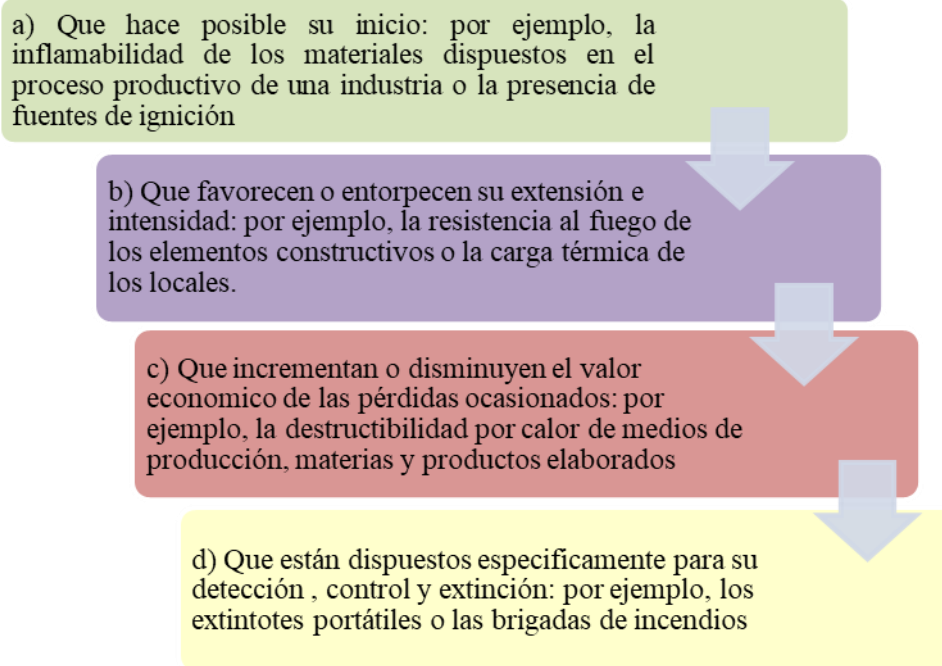 a) Que hace posible su inicio: por ejemplo, la
inflamabilidad de los materiales dispuestos en el
proceso productivo de una industria o la presencia de
fuentes de ignición
b) Que favorecen o entorpecen su extensión e
intensidad: por ejemplo, la resistencia al fuego de
los elementos constructivos o la carga térmica de
los locales.
c) Que incrementan o disminuyen el valor
economico de las pérdidas ocasionados: por
ejemplo, la destructibilidad por calor de medios de
producción, materias y productos elaborados
d) Que están dispuestos especificamente para su
detección , control y extinción: por ejemplo, los
extintotes portátiles o las brigadas de incendios